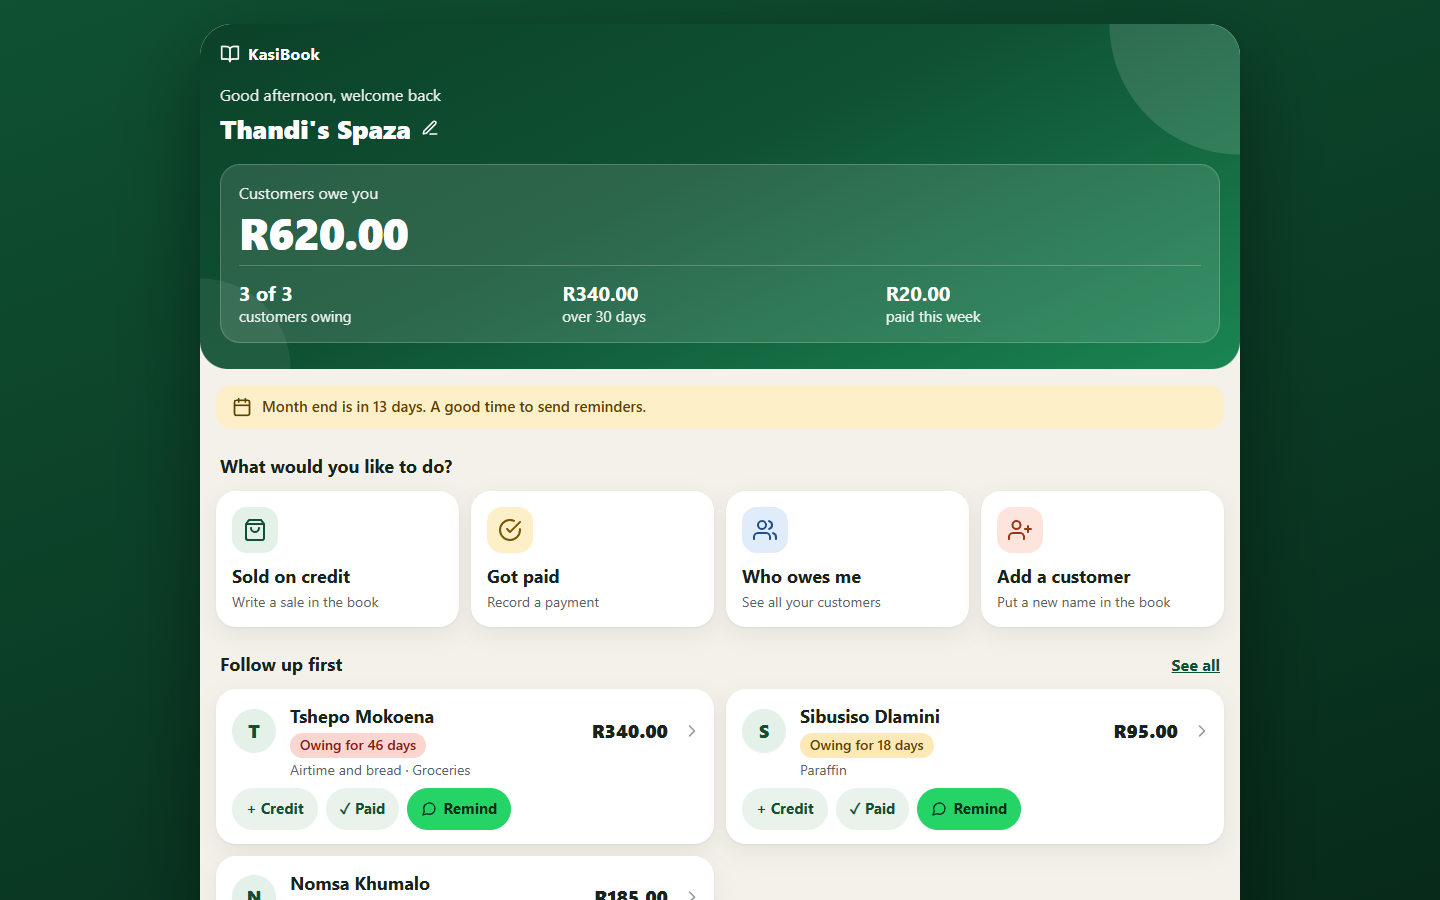 KasiBook
Good afternoon, welcome back
Thandi's Spaza
Customers owe you
R620.00
3 of 3
customers owing
R340.00
over 30 days
R20.00
paid this week
Month end is in 13 days. A good time to send reminders.
What would you like to do?
Sold on credit
Write a sale in the book
Got paid
Record a payment
Who owes me
See all your customers
Add a customer
Put a new name in the book
Follow up first
See all
T
Tshepo Mokoena
Owing for 46 days
Airtime and bread · Groceries
R340.00
+ Credit
✓ Paid
Remind
S
Sibusiso Dlamini
Owing for 18 days
Paraffin
R95.00
+ Credit
✓ Paid
Remind
N
Nomsa Khumalo
R185.00